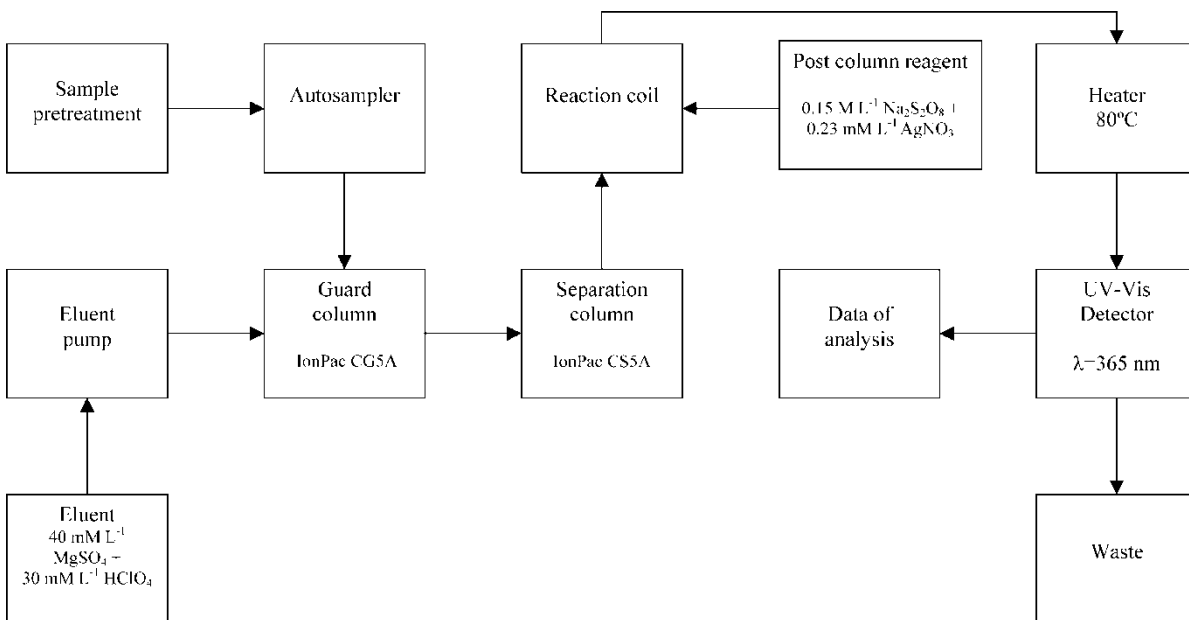 Sample
pretreatment
Autosampler
Reaction coil
Post column reagent
0.15 M L⁻¹ Na₂S₂O₈ +
0.23 mM L⁻¹ AgNO₃
Heater
80ºC
Eluent
pump
Guard
column
IonPac CG5A
Separation
column
IonPac CS5A
Data of
analysis
UV-Vis
Detector
λ=365 nm
Eluent
40 mM L⁻¹
MgSO₄ +
30 mM L⁻¹ HClO₄
Waste